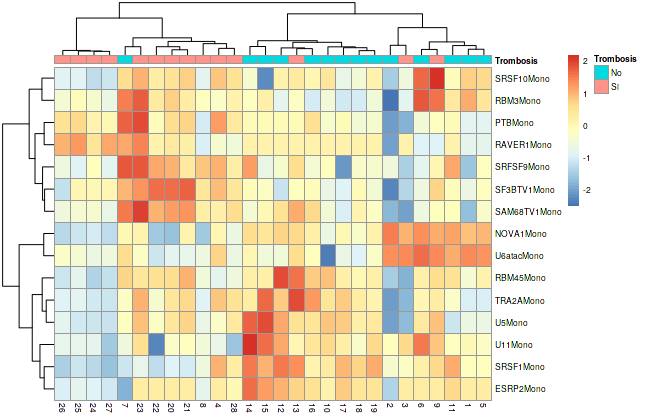 Trombosis
SRSF10Mono
RBM3Mono
PTBMono
RAVER1Mono
SRFSF9Mono
SF3BTV1Mono
SAM68TV1Mono
NOVA1Mono
U6atacMono
RBM45Mono
TRA2AMono
U5Mono
U11Mono
SRSF1Mono
ESRP2Mono
26 25 24 27 7 23 22 20 21 8 4 28 14 15 12 13 16 10 17 18 19 2 3 6 9 11 1 5
2
1
0
-1
-2
Trombosis
No
SI